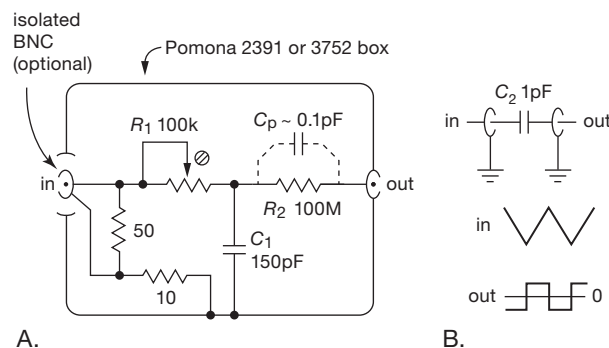 isolated
BNC
(optional)
Pomona 2391 or 3752 box
R1 100k
Cp ~ 0.1pF
in
out
50
10
C1
150pF
R2 100M
A.
C2 1pF
in
out
in
out
0
B.